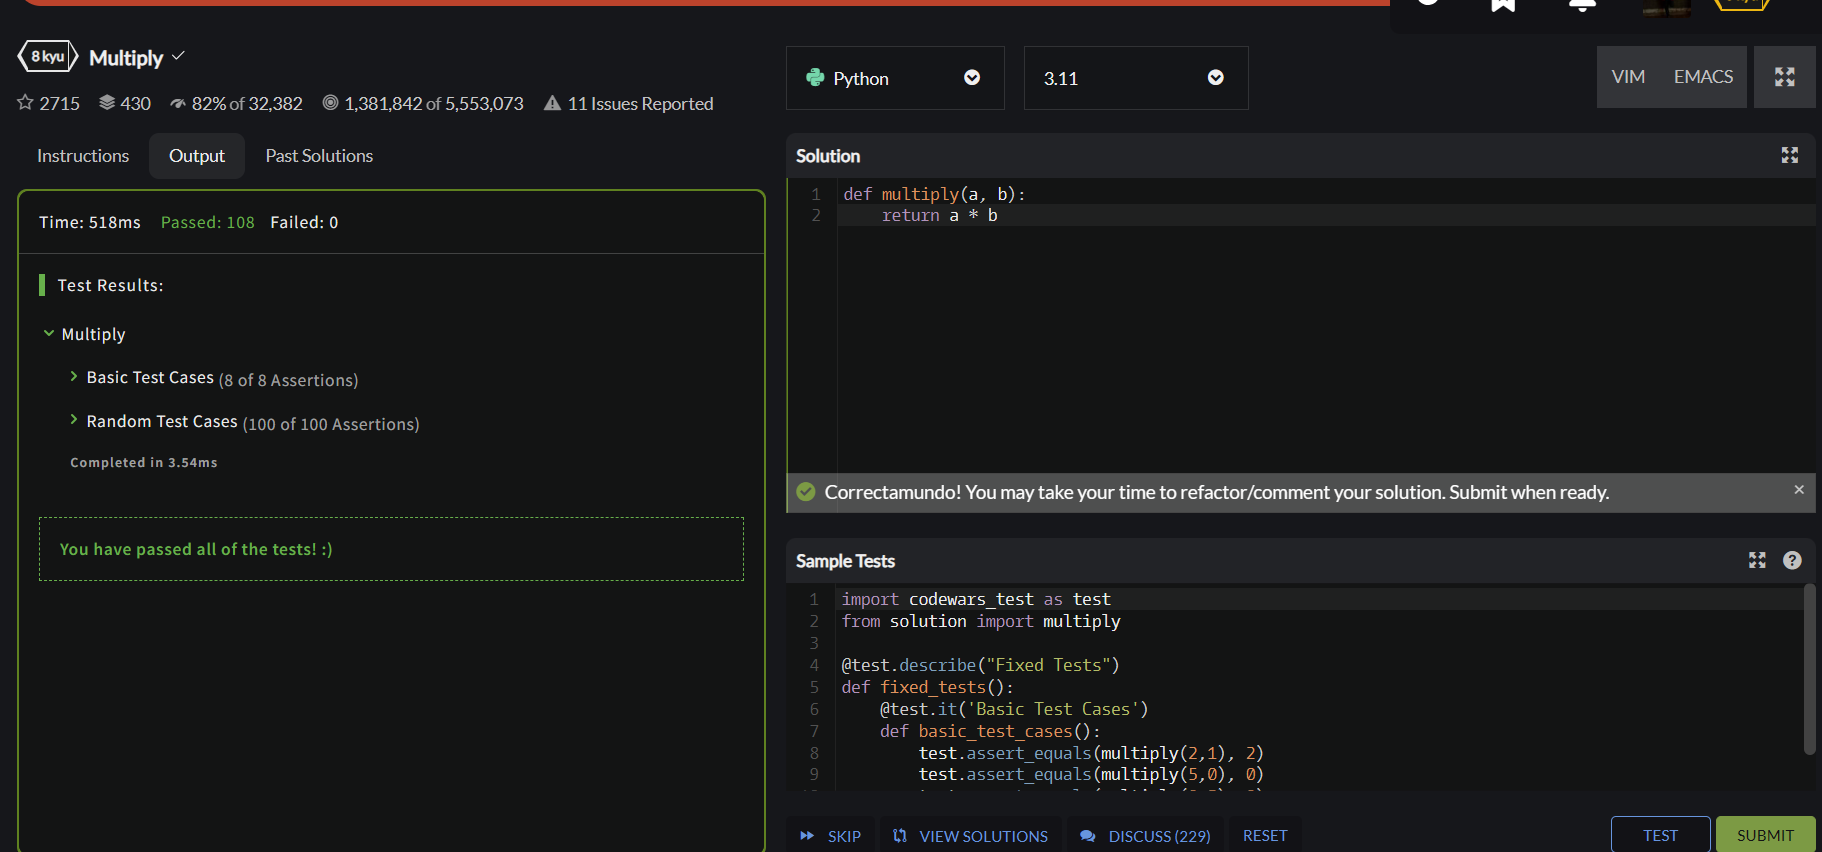 8 kyu Multiply
2715 430 82% of 32,382 1,381,842 of 5,553,073 11 Issues Reported
Instructions Output Past Solutions
Time: 518ms Passed: 108 Failed: 0
Test Results:
Multiply
Basic Test Cases (8 of 8 Assertions)
Random Test Cases (100 of 100 Assertions)
Completed in 3.54ms
You have passed all of the tests! :)
Python 3.11 VIM EMACS
Solution
1 def multiply(a, b):
2 return a * b
Correctamundo! You may take your time to refactor/comment your solution. Submit when ready. ×
Sample Tests
1 import codewars_test as test
2 from solution import multiply
3
4 @test.describe("Fixed Tests")
5 def fixed_tests():
6 @test.it('Basic Test Cases')
7 def basic_test_cases():
8 test.assert_equals(multiply(2,1), 2)
9 test.assert_equals(multiply(5,0), 0)
SKIP VIEW SOLUTIONS DISCUSS (229) RESET TEST SUBMIT